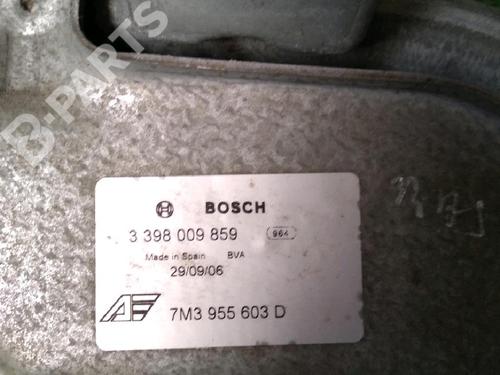 B-PARTS
BOSCH
3 398 009 859 964
Made in Spain BVA
29/09/06
7M3 955 603 D